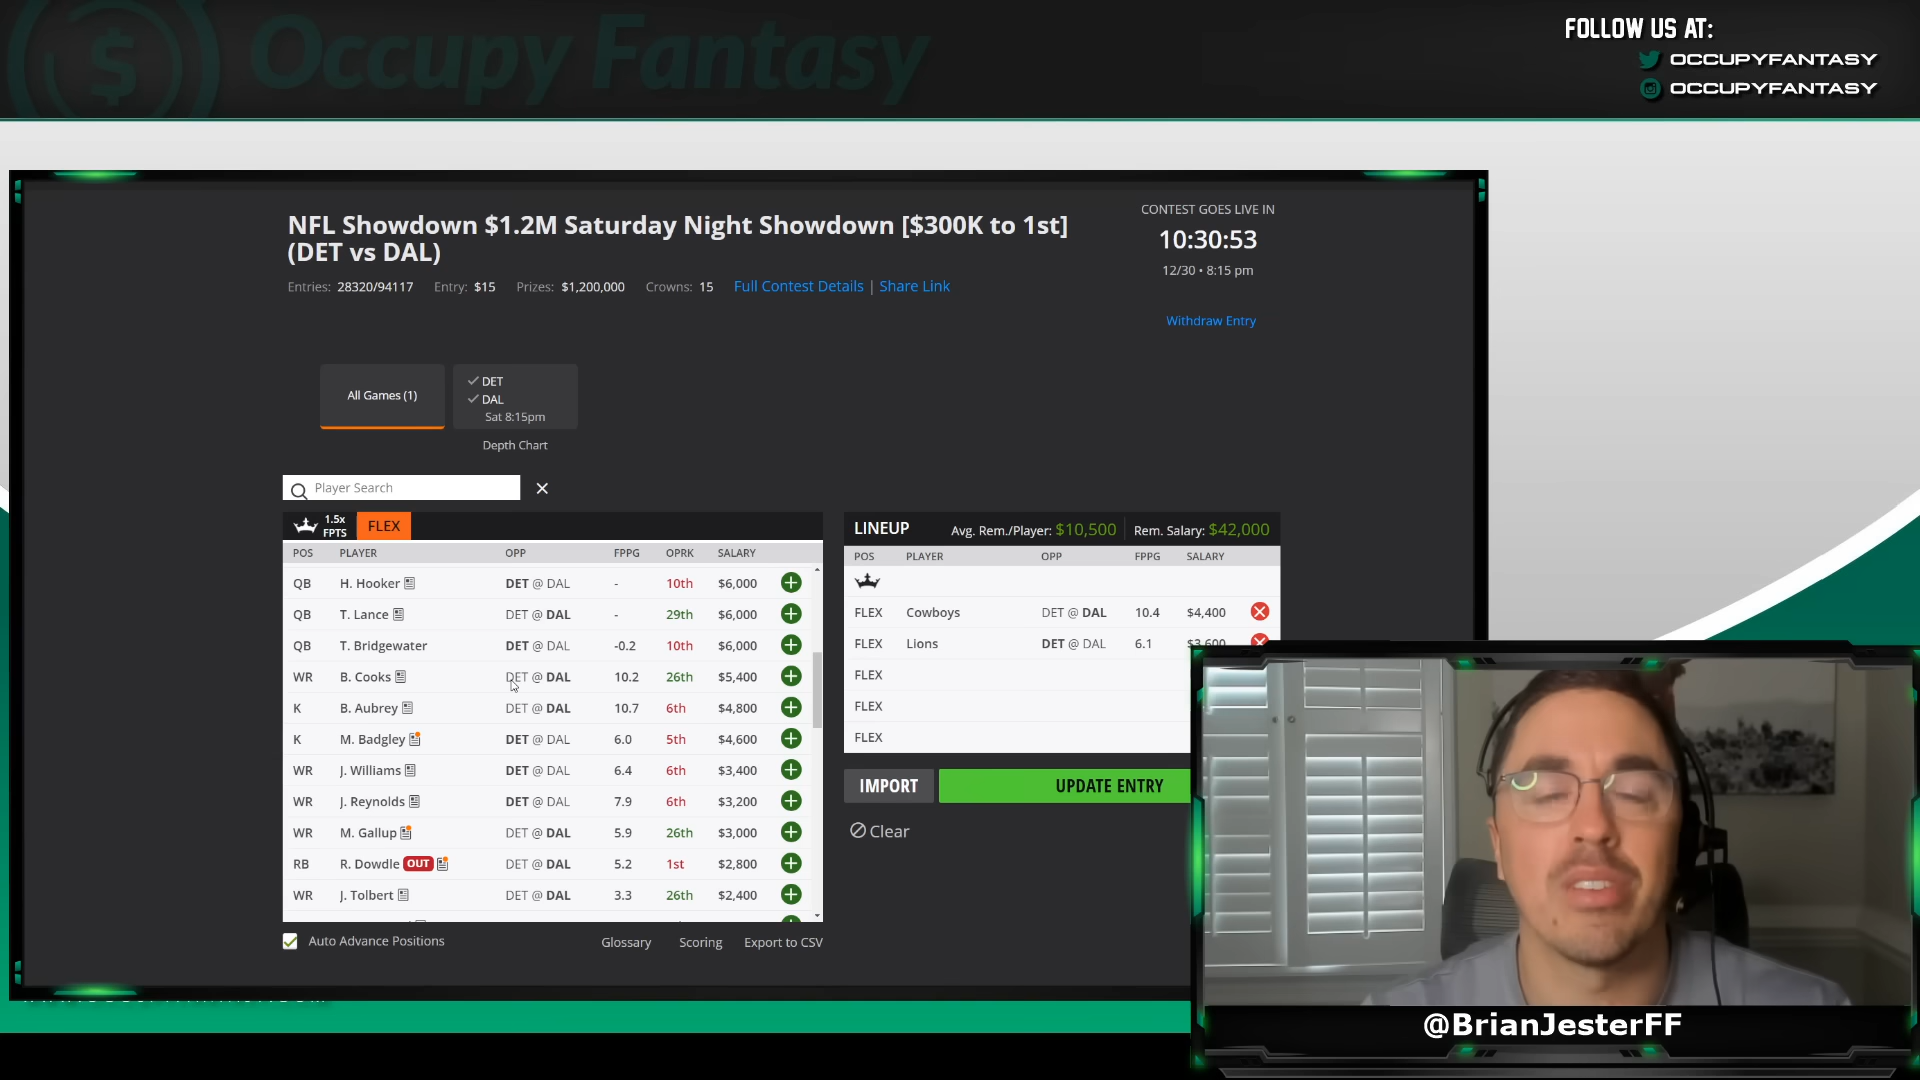 Occupy Fantasy
FOLLOW US AT:
OCCUPYFANTASY
OCCUPYFANTASY
NFL Showdown $1.2M Saturday Night Showdown [$300K to 1st]
(DET vs DAL)
CONTEST GOES LIVE IN
10:30:53
12/30 • 8:15 pm
Entries: 28320/94117 Entry: $15 Prizes: $1,200,000 Crowns: 15 Full Contest Details | Share Link
Withdraw Entry
All Games (1)
DET
DAL
Sat 8:15pm
Depth Chart
Player Search
1.5x
FPTS
FLEX
POS PLAYER OPP FPPG OPRK SALARY
QB H. Hooker DET @ DAL - 10th $6,000
QB T. Lance DET @ DAL - 29th $6,000
QB T. Bridgewater DET @ DAL -0.2 10th $6,000
WR B. Cooks DET @ DAL 10.2 26th $5,400
K B. Aubrey DET @ DAL 10.7 6th $4,800
K M. Badgley DET @ DAL 6.0 5th $4,600
WR J. Williams DET @ DAL 6.4 6th $3,400
WR J. Reynolds DET @ DAL 7.9 6th $3,200
WR M. Gallup DET @ DAL 5.9 26th $3,000
RB R. Dowdle OUT DET @ DAL 5.2 1st $2,800
WR J. Tolbert DET @ DAL 3.3 26th $2,400
Auto Advance Positions
Glossary Scoring Export to CSV
LINEUP Avg. Rem./Player: $10,500 Rem. Salary: $42,000
POS PLAYER OPP FPPG SALARY
FLEX Cowboys DET @ DAL 10.4 $4,400
FLEX Lions DET @ DAL 6.1 $3,600
FLEX
FLEX
FLEX
IMPORT UPDATE ENTRY
Clear
@BrianJesterFF